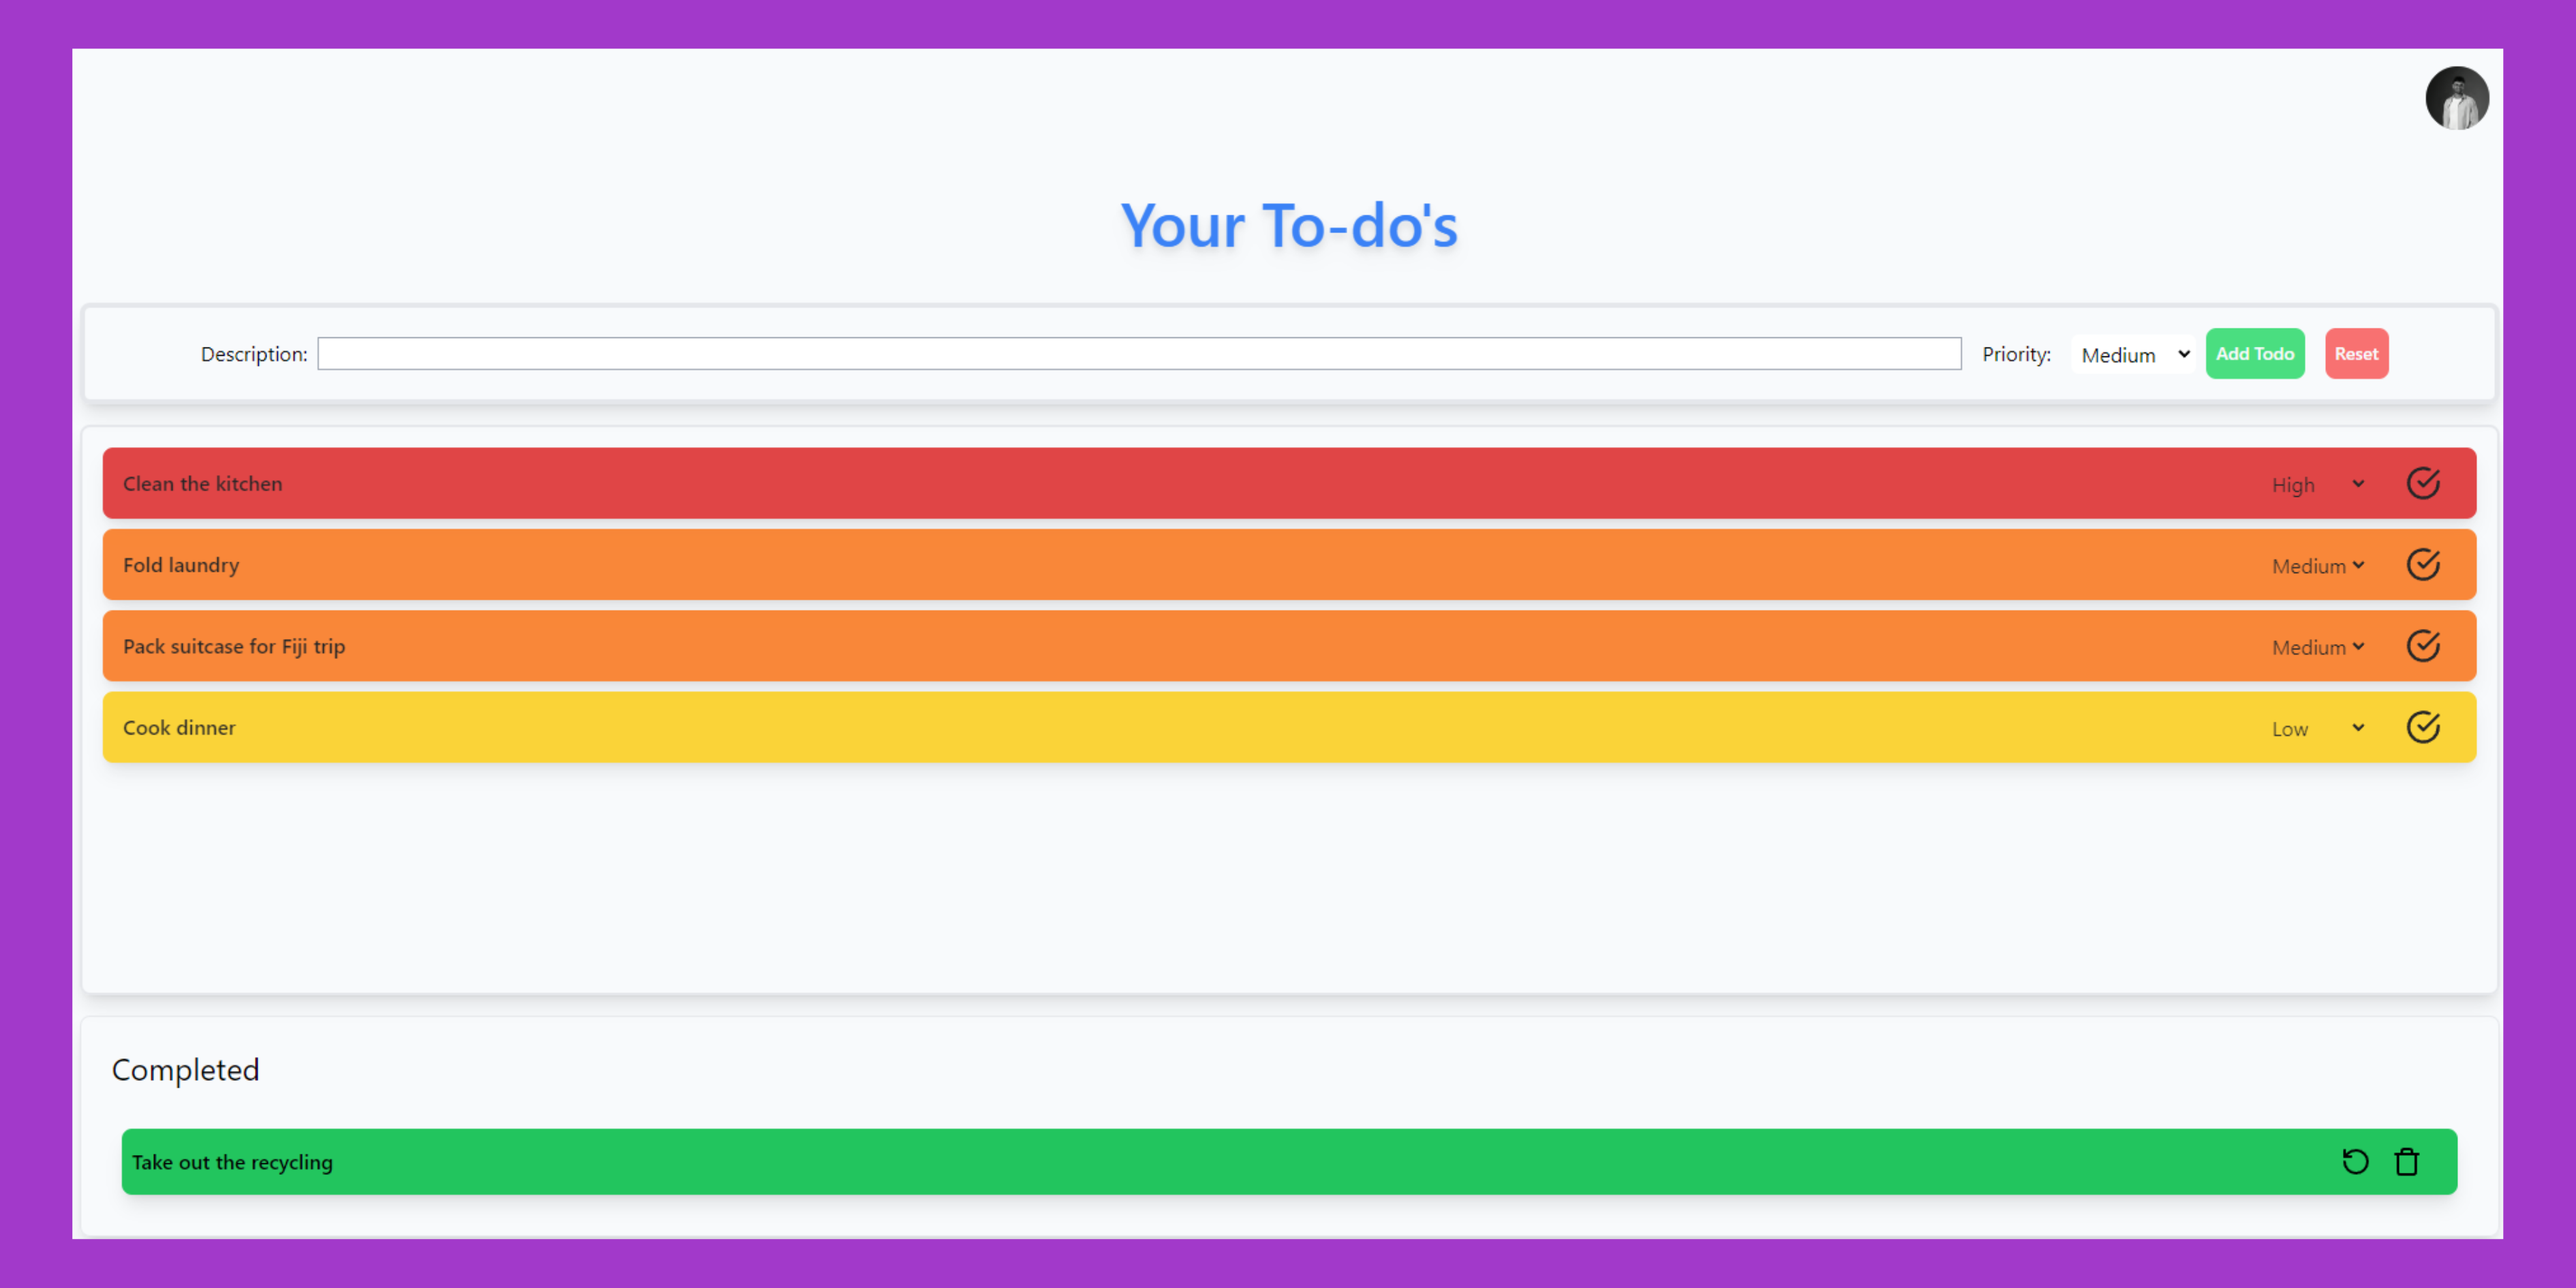 Your To-do's
Description: Priority: Medium Add Todo Reset
Clean the kitchen High
Fold laundry Medium
Pack suitcase for Fiji trip Medium
Cook dinner Low
Completed
Take out the recycling